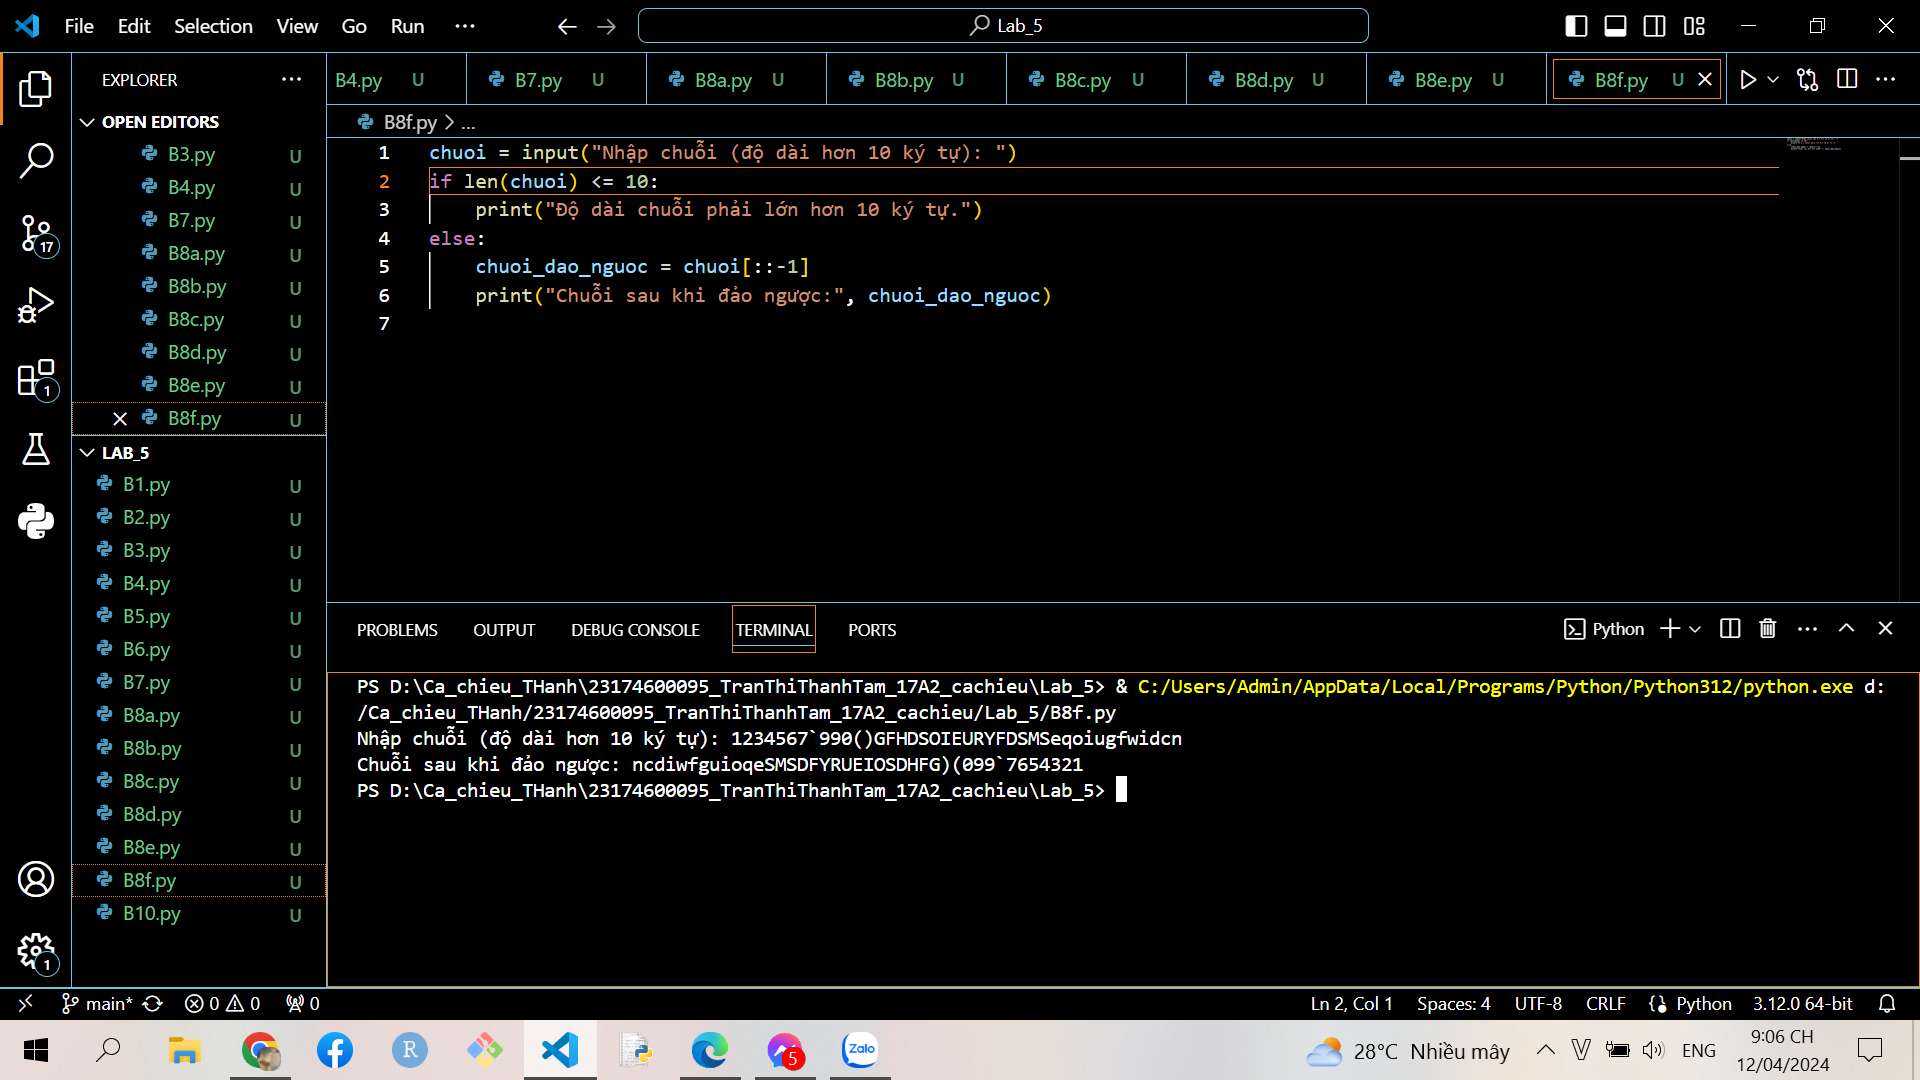 File Edit Selection View Go Run ... Lab_5
EXPLORER ...
OPEN EDITORS
B3.py U
B4.py U
B7.py U
B8a.py U
B8b.py U
B8c.py U
B8d.py U
B8e.py U
B8f.py U
LAB_5
B1.py U
B2.py U
B3.py U
B4.py U
B5.py U
B6.py U
B7.py U
B8a.py U
B8b.py U
B8c.py U
B8d.py U
B8e.py U
B8f.py U
B10.py U
17
1
1
B4.py U B7.py U B8a.py U B8b.py U B8c.py U B8d.py U B8e.py U B8f.py U
B8f.py > ...
1 chuoi = input("Nhập chuỗi (độ dài hơn 10 ký tự): ")
2 if len(chuoi) <= 10:
3     print("Độ dài chuỗi phải lớn hơn 10 ký tự.")
4 else:
5     chuoi_dao_nguoc = chuoi[::-1]
6     print("Chuỗi sau khi đảo ngược:", chuoi_dao_nguoc)
7
PROBLEMS OUTPUT DEBUG CONSOLE TERMINAL PORTS Python
PS D:\Ca_chieu_THanh\23174600095_TranThiThanhTam_17A2_cachieu\Lab_5> & C:/Users/Admin/AppData/Local/Programs/Python/Python312/python.exe d:
/Ca_chieu_THanh/23174600095_TranThiThanhTam_17A2_cachieu/Lab_5/B8f.py
Nhập chuỗi (độ dài hơn 10 ký tự): 1234567`990()GFHDSOIEURYFDSMSeqoiugfwidcn
Chuỗi sau khi đảo ngược: ncdiwfguioqeSMSDFYRUEIOSDHFG)(099`7654321
PS D:\Ca_chieu_THanh\23174600095_TranThiThanhTam_17A2_cachieu\Lab_5>
main* 0 0 0 Ln 2, Col 1 Spaces: 4 UTF-8 CRLF {} Python 3.12.0 64-bit
R 5 Zalo 28°C Nhiều mây V ENG 9:06 CH
12/04/2024